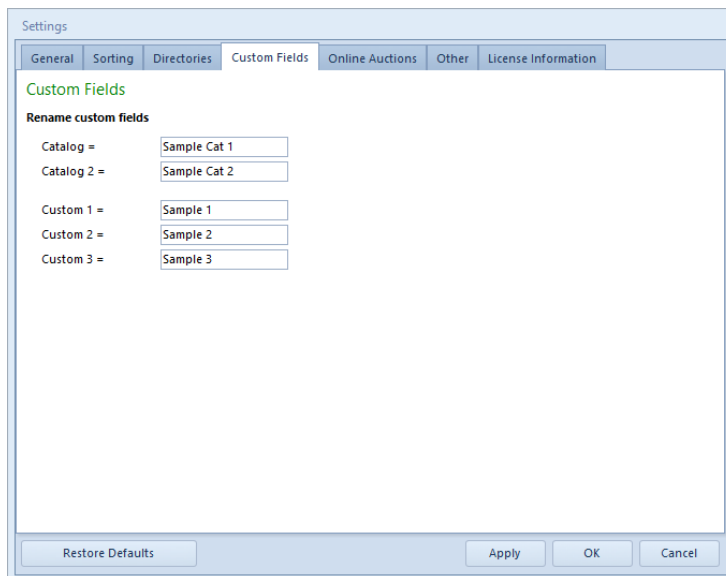 Settings
General Sorting Directories Custom Fields Online Auctions Other License Information
Custom Fields
Rename custom fields
Catalog = Sample Cat 1
Catalog 2 = Sample Cat 2
Custom 1 = Sample 1
Custom 2 = Sample 2
Custom 3 = Sample 3
Restore Defaults Apply OK Cancel